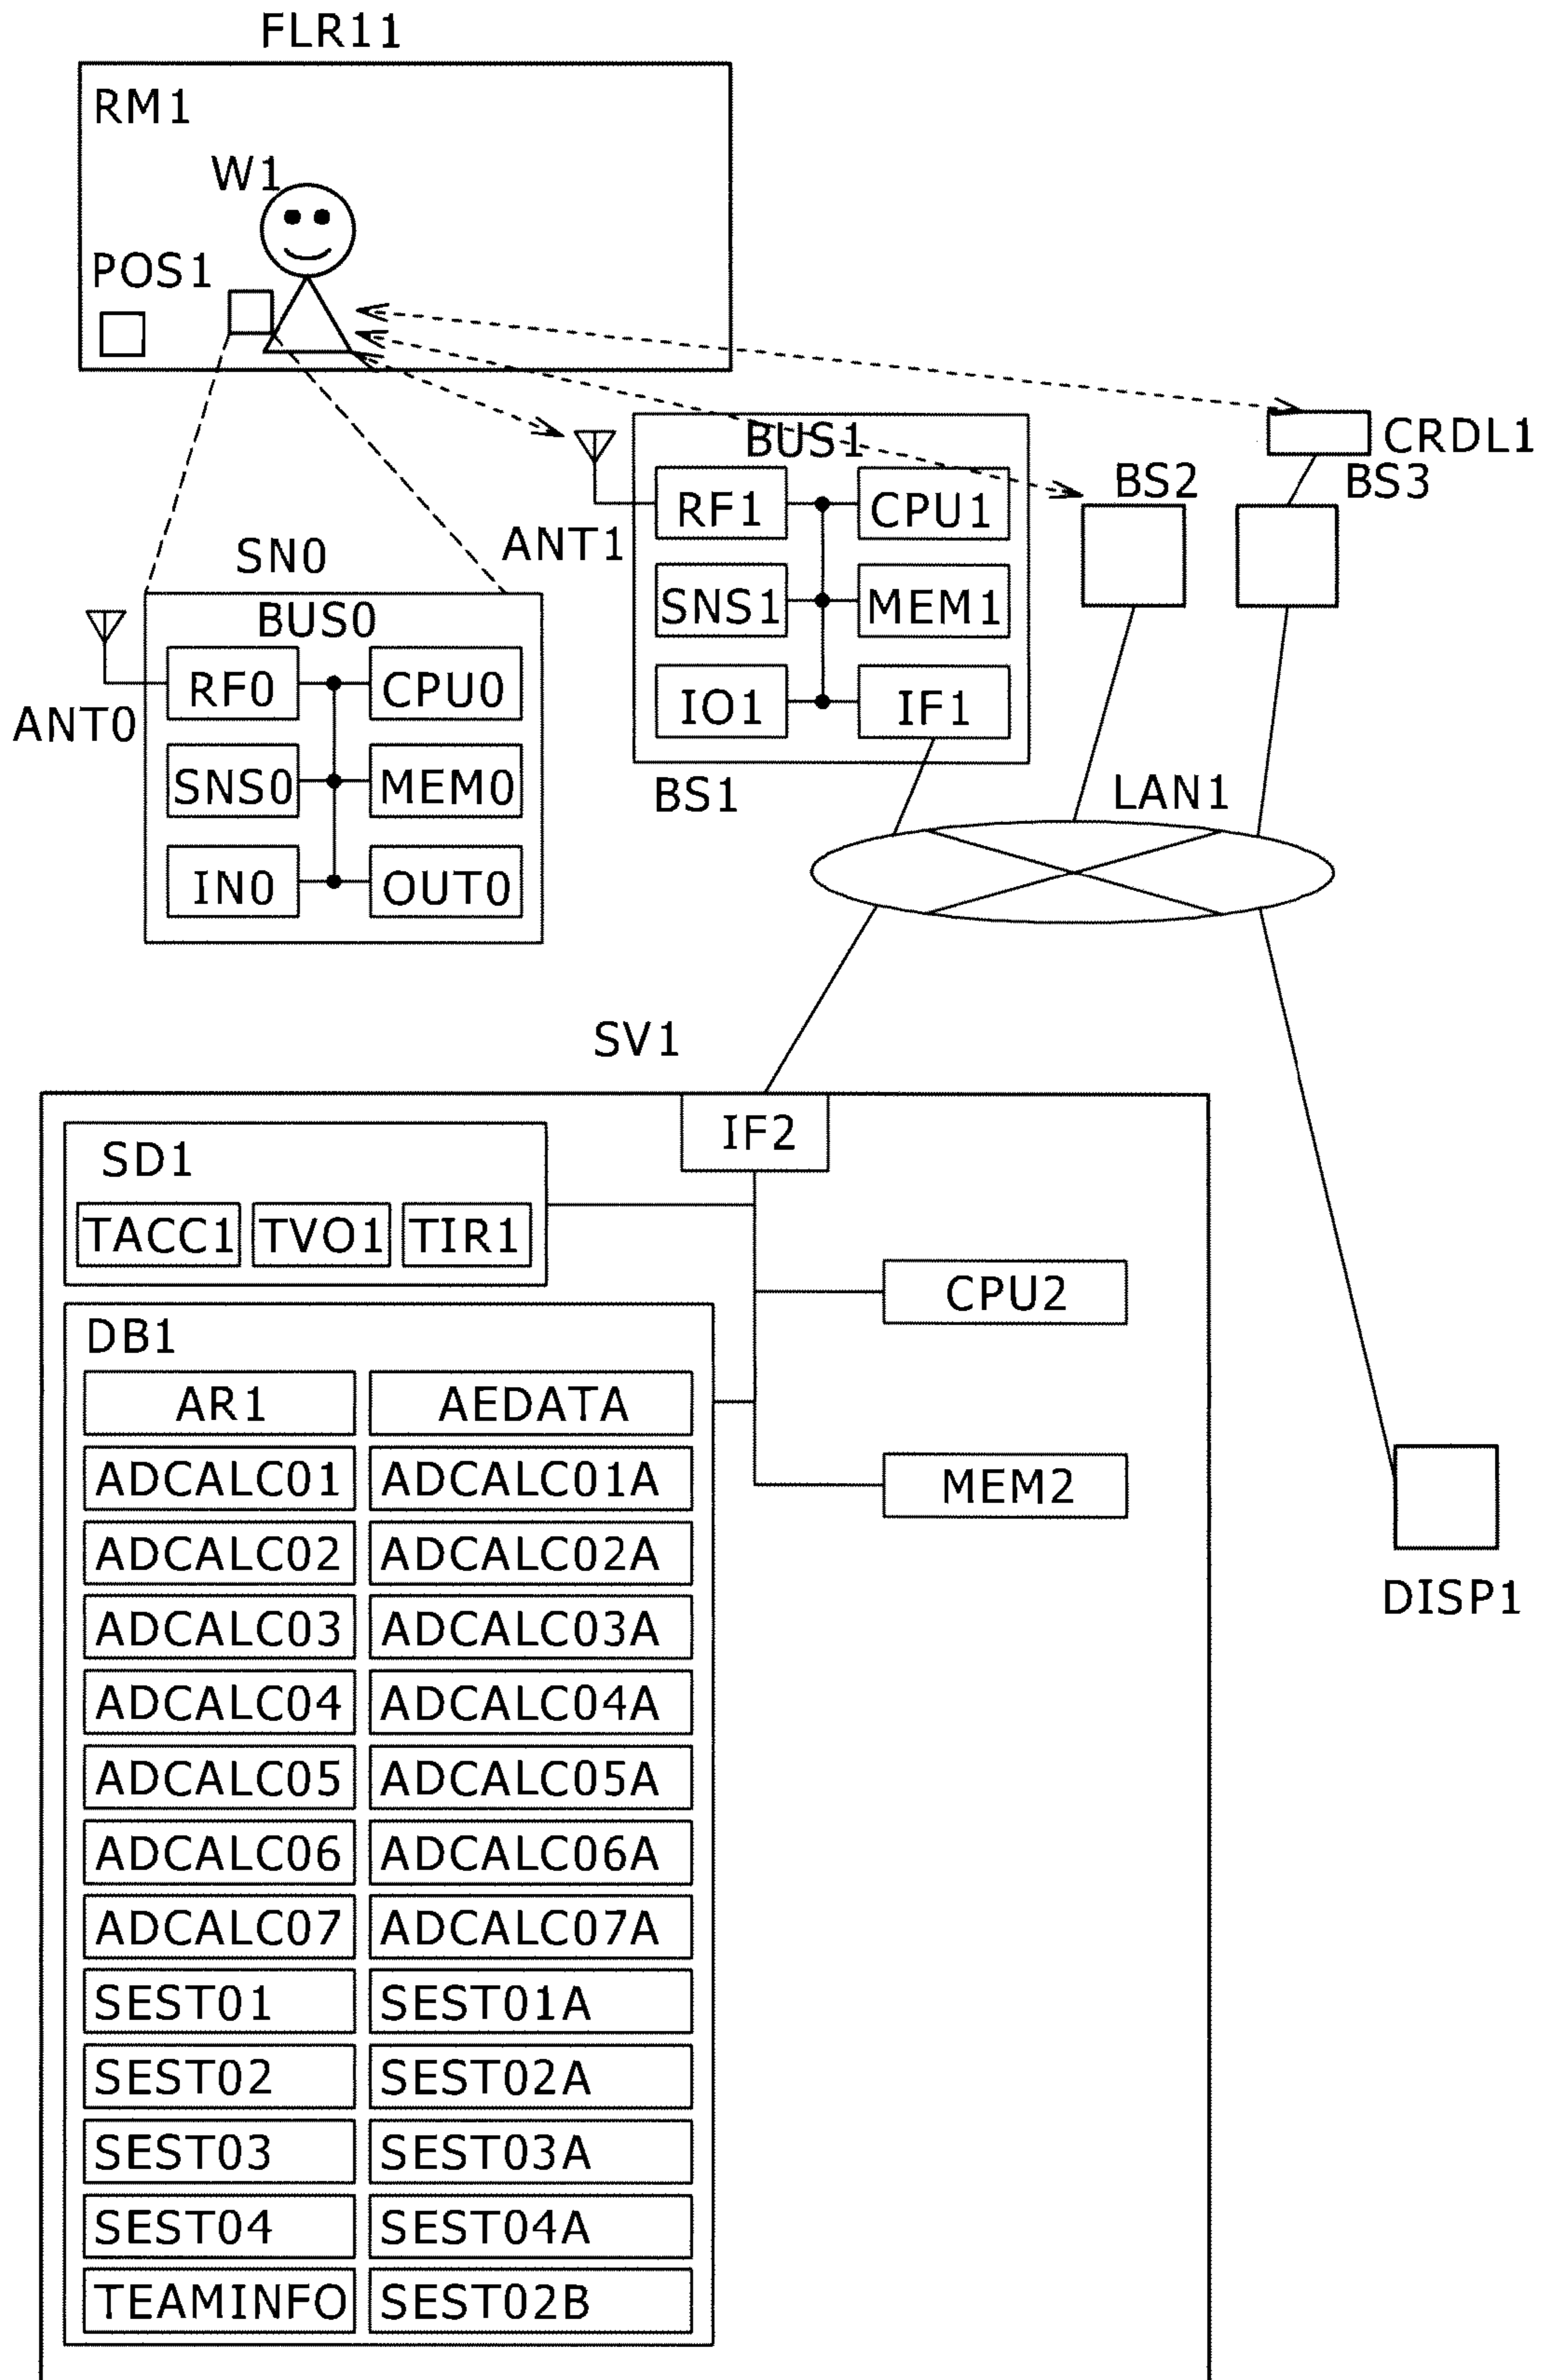 FLR11
RM1
W1
POS1
CRDL1
BUS1
BS2
BS3
RF1
CPU1
ANT1
SN0
SNS1
MEM1
BUS0
RF0
CPU0
IO1
IF1
ANT0
SNS0
MEM0
BS1
LAN1
IN0
OUT0
SV1
IF2
SD1
TACC1 TVO1 TIR1
CPU2
DB1
AR1 AEDATA
ADCALC01 ADCALC01A
MEM2
ADCALC02 ADCALC02A
DISP1
ADCALC03 ADCALC03A
ADCALC04 ADCALC04A
ADCALC05 ADCALC05A
ADCALC06 ADCALC06A
ADCALC07 ADCALC07A
SEST01 SEST01A
SEST02 SEST02A
SEST03 SEST03A
SEST04 SEST04A
TEAMINFO SEST02B